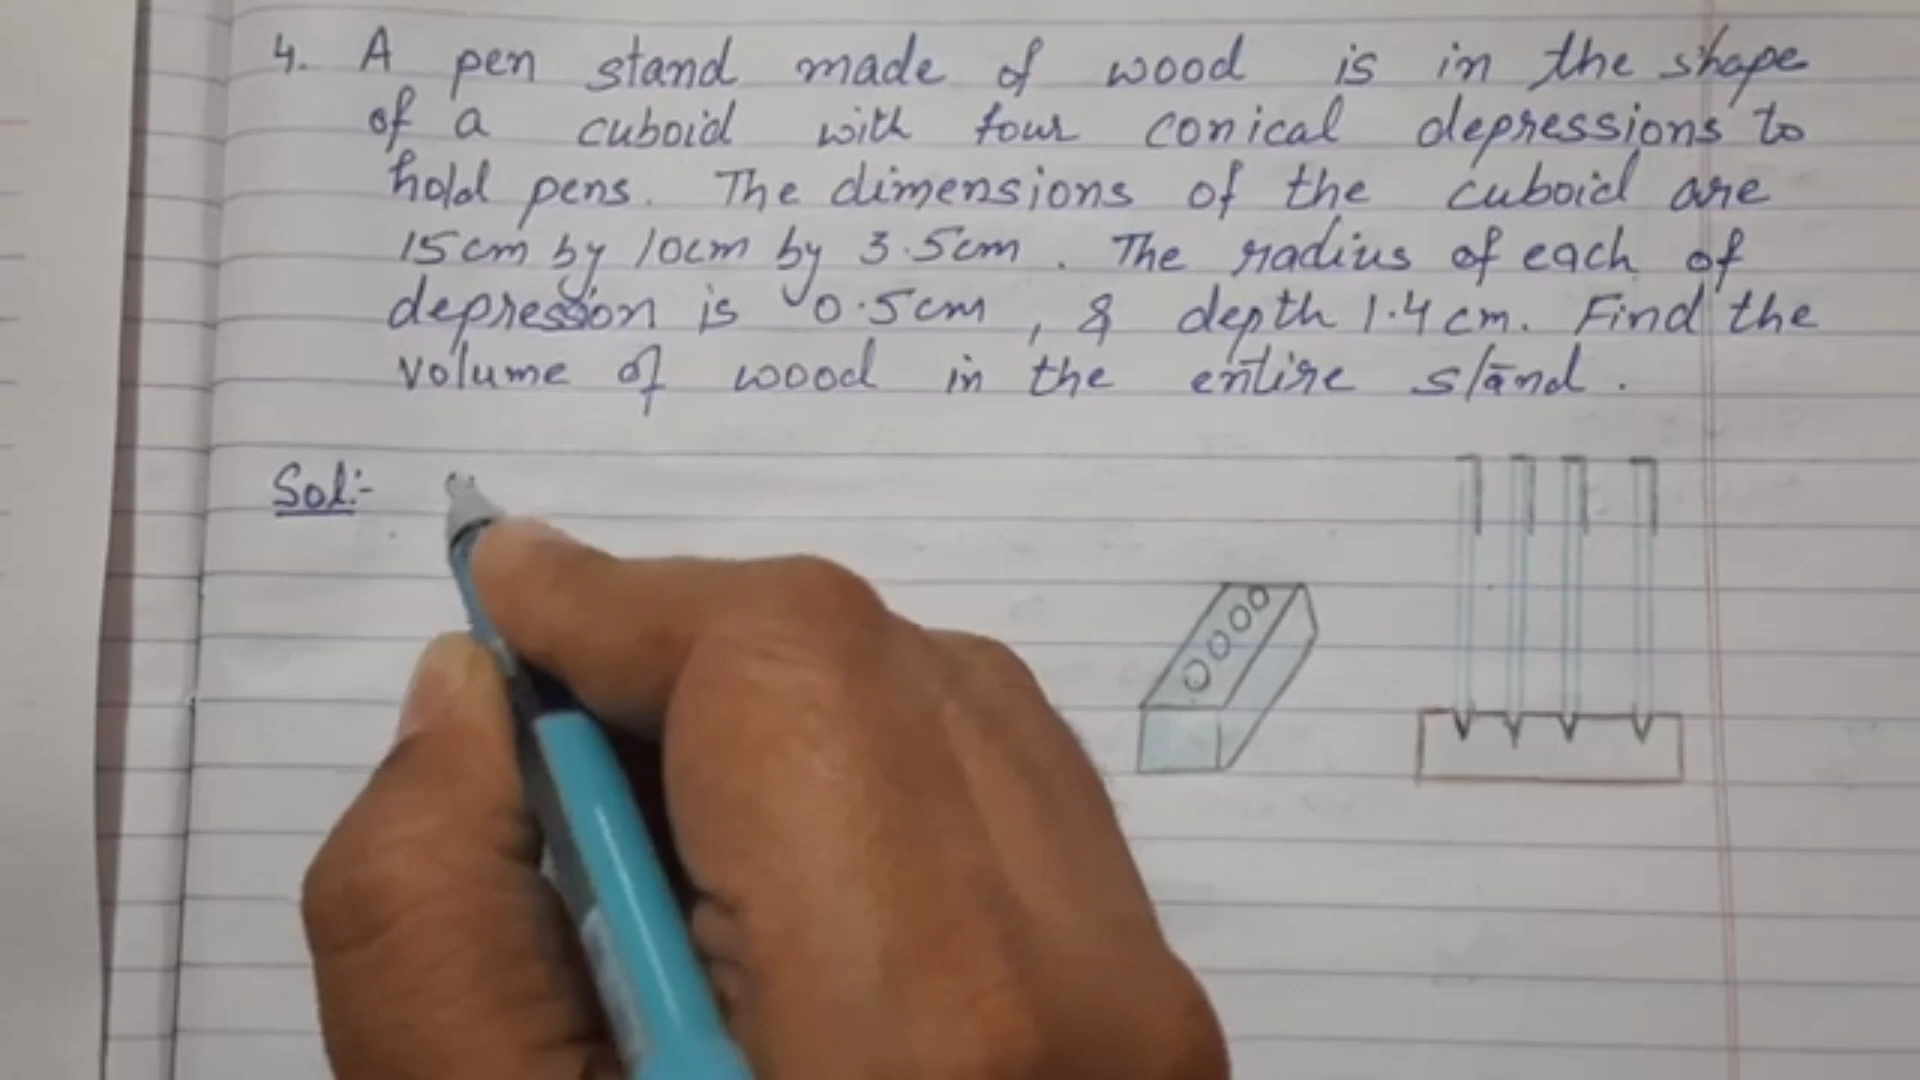 4. A pen stand made of wood is in the shape
of a cuboid with four conical depressions to
hold pens. The dimensions of the cuboid are
15cm by 10cm by 3.5cm. The radius of each of
depression is 0.5cm, & depth 1.4cm. Find the
volume of wood in the entire stand.
Sol:-